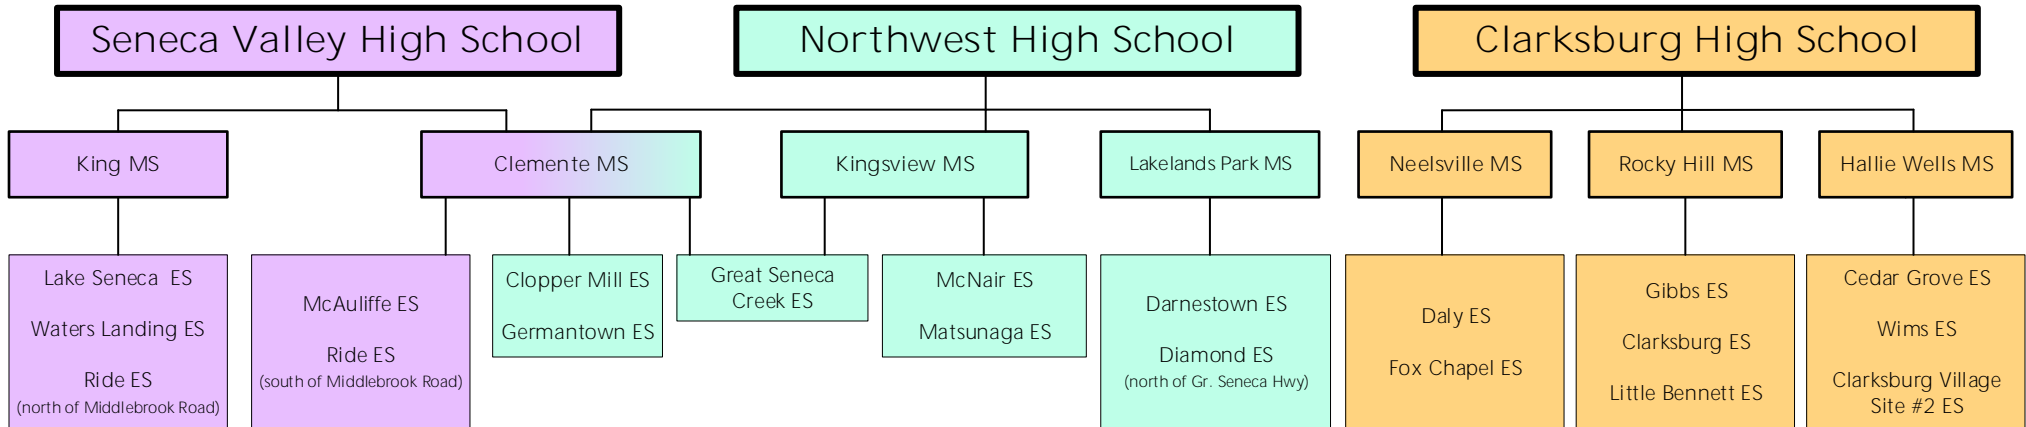 Seneca Valley High School
Northwest High School
Clarksburg High School
King MS
Clemente MS
Kingsview MS
Lakelands Park MS
Neelsville MS
Rocky Hill MS
Hallie Wells MS
Lake Seneca ES
Waters Landing ES
Ride ES
(north of Middlebrook Road)
McAuliffe ES
Ride ES
(south of Middlebrook Road)
Clopper Mill ES
Germantown ES
Great Seneca
Creek ES
McNair ES
Matsunaga ES
Darnestown ES
Diamond ES
(north of Gr. Seneca Hwy)
Daly ES
Fox Chapel ES
Gibbs ES
Clarksburg ES
Little Bennett ES
Cedar Grove ES
Wims ES
Clarksburg Village
Site #2 ES